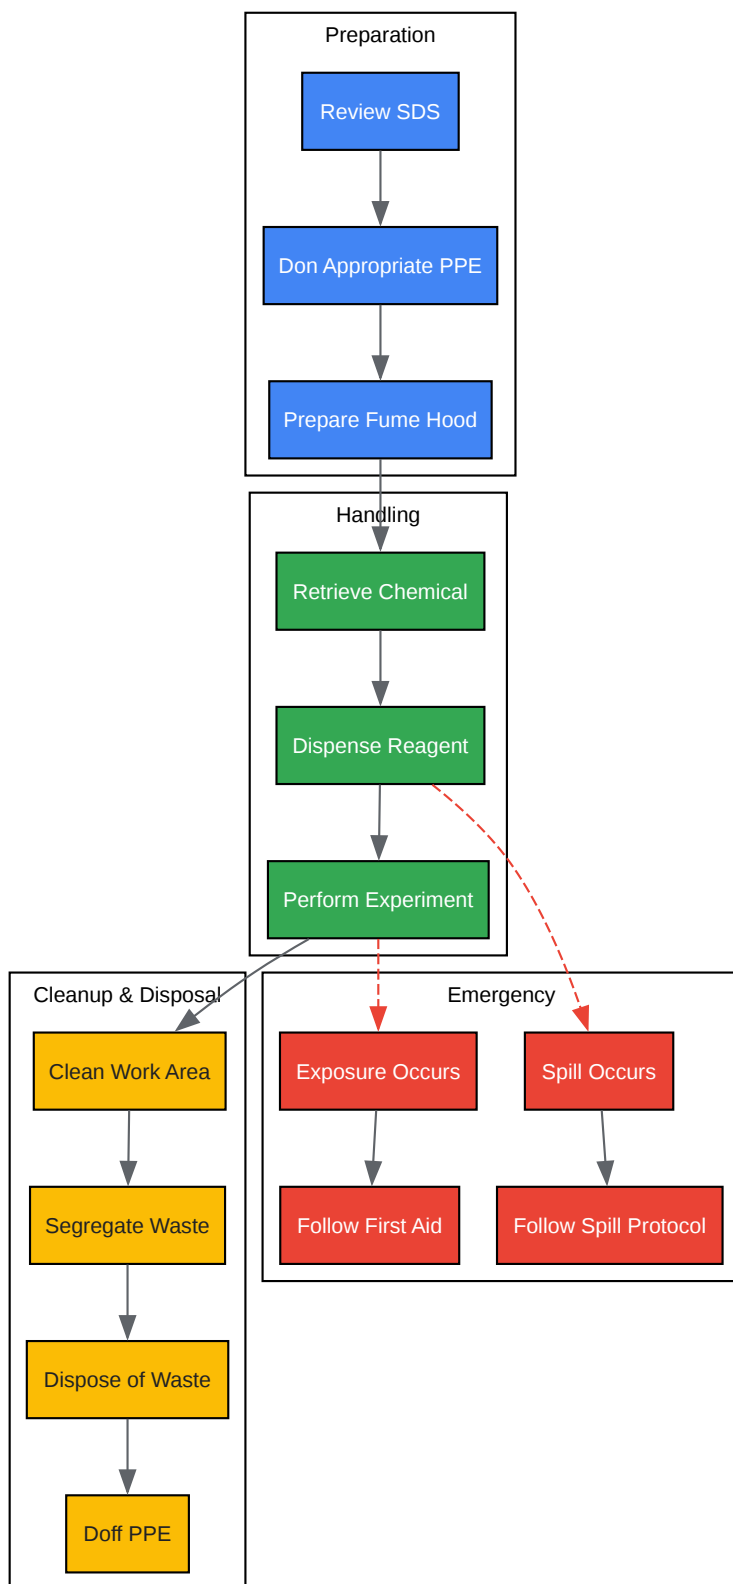 Preparation
Review SDS
Don Appropriate PPE
Prepare Fume Hood
Handling
Retrieve Chemical
Dispense Reagent
Perform Experiment
Cleanup & Disposal
Clean Work Area
Segregate Waste
Dispose of Waste
Doff PPE
Emergency
Exposure Occurs
Spill Occurs
Follow First Aid
Follow Spill Protocol